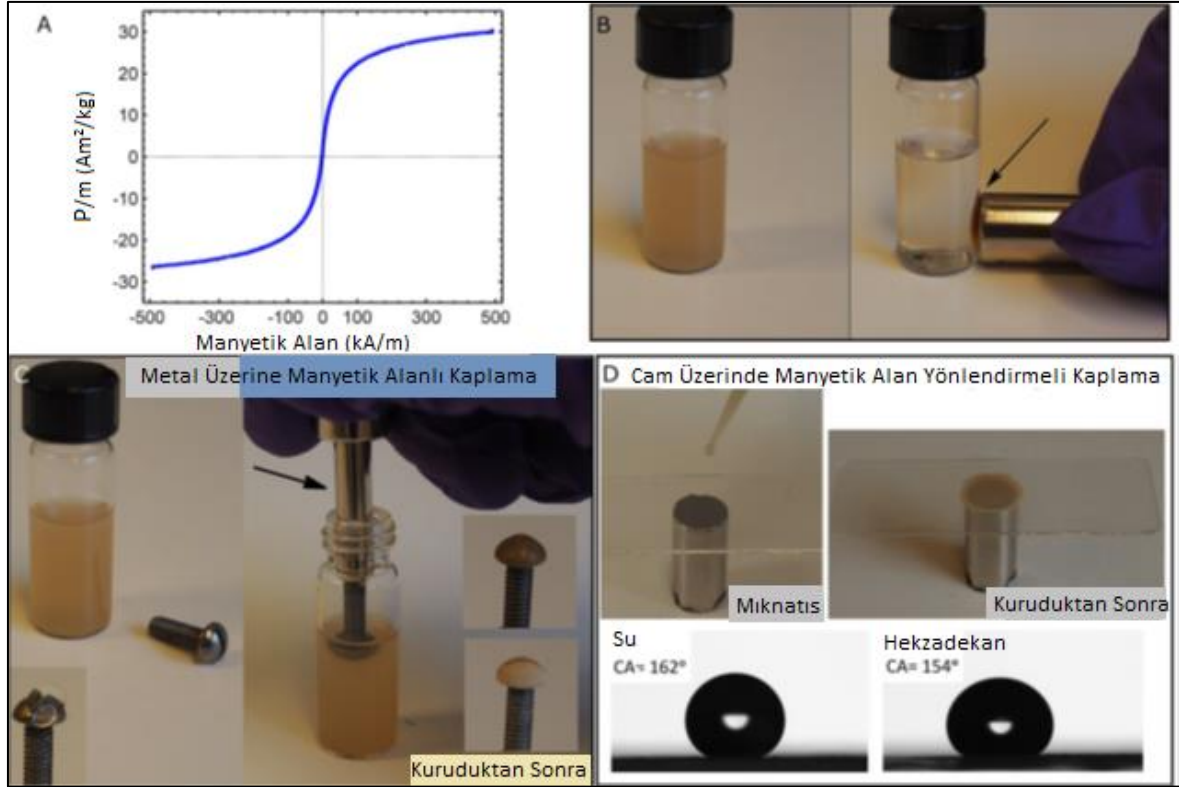 A
P/m (Am²/kg)
30
20
10
0
-10
-20
-30
-500
-300
-100
0
100
300
500
Manyetik Alan (kA/m)
B
C
Metal Üzerine Manyetik Alanlı Kaplama
Kuruduktan Sonra
D Cam Üzerinde Manyetik Alan Yönlendirmeli Kaplama
Mıknatıs
Kuruduktan Sonra
Su
CA= 162°
Hekzadekan
CA= 154°